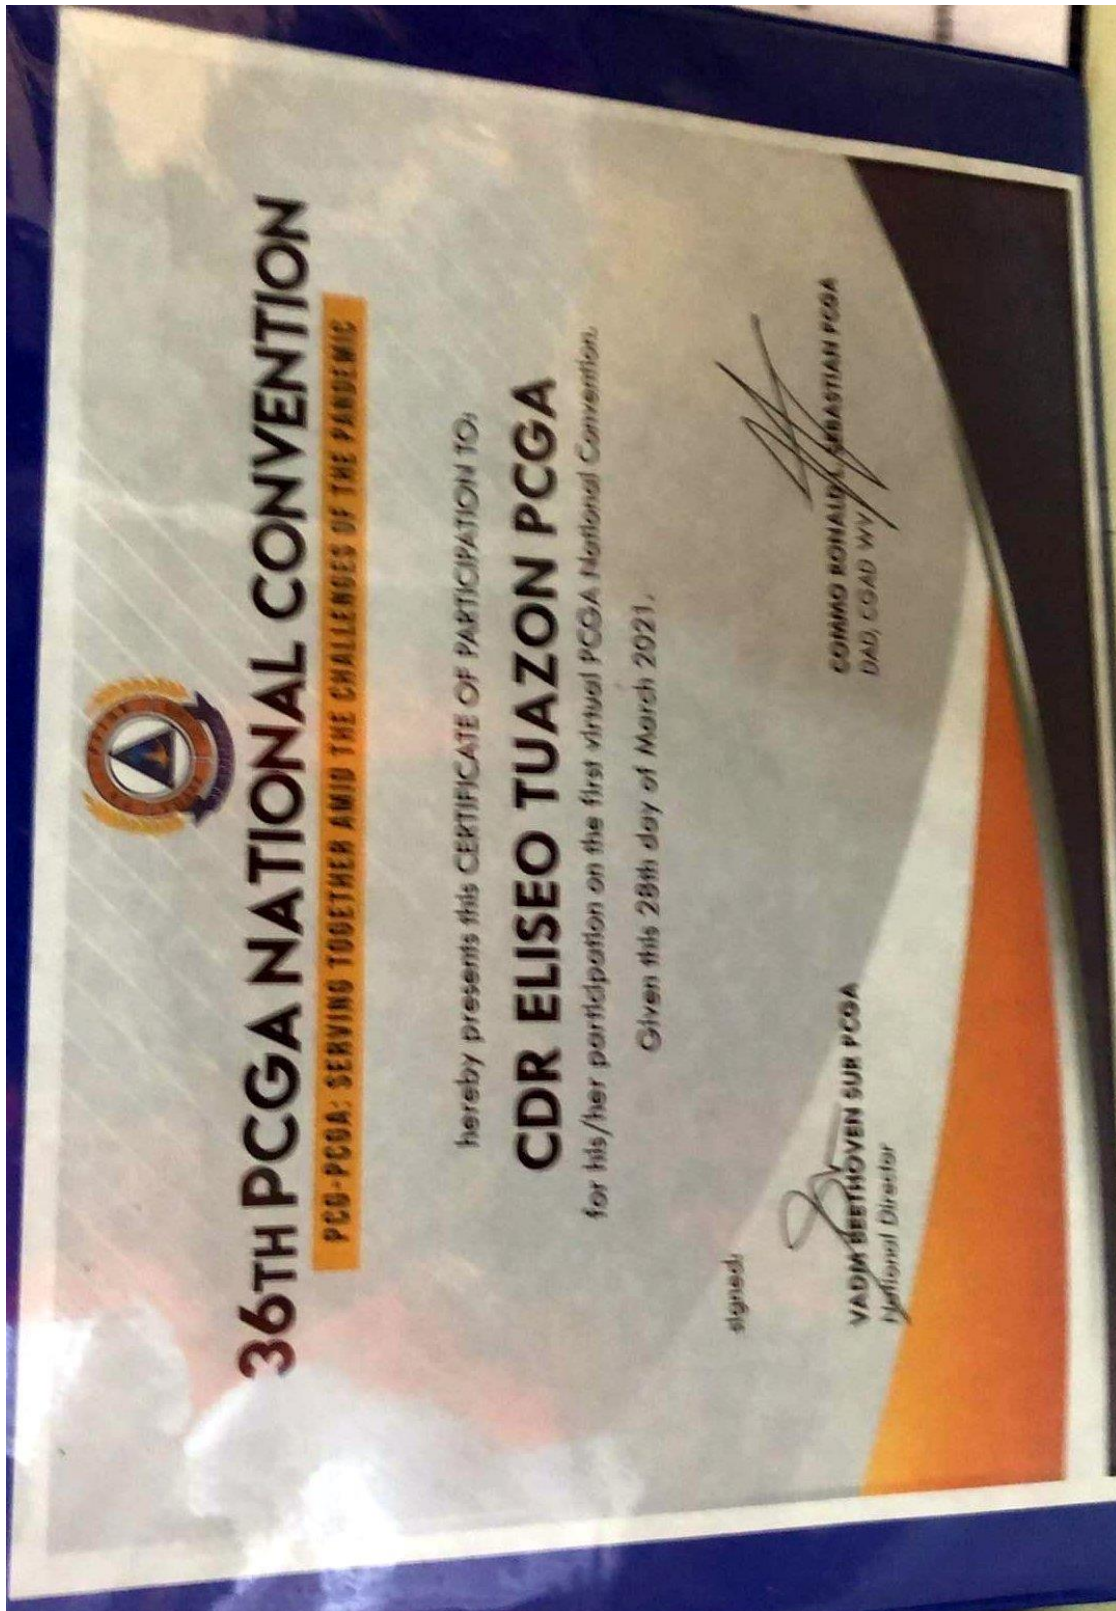 36TH PCGA NATIONAL CONVENTION
PCG-PCGA: SERVING TOGETHER AMID THE CHALLENGES OF THE PANDEMIC
hereby presents this CERTIFICATE OF PARTICIPATION TO:
CDR ELISEO TUAZON PCGA
for his/her participation on the first virtual PCGA National Convention.
Given this 28th day of March 2021.
signed:
VADM BEETHOVEN SUR PCGA
National Director
COMMO RONALD SEBASTIAN PCGA
DAD, CGAD WV